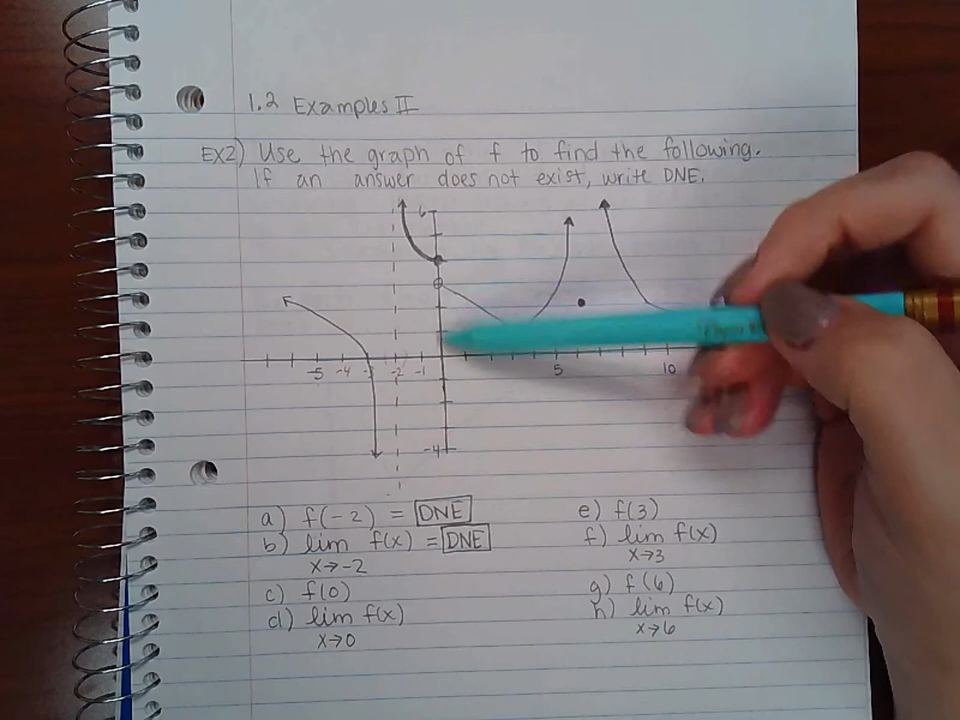 1.2 Examples II
Ex2) Use the graph of f to find the following.
If an answer does not exist, write DNE.
6
-5 -4 -3 -2 -1 5 10
-4
a) f(-2) = DNE
b) lim f(x) = DNE
x→-2
c) f(0)
d) lim f(x)
x→0
e) f(3)
f) lim f(x)
x→3
g) f(6)
h) lim f(x)
x→6